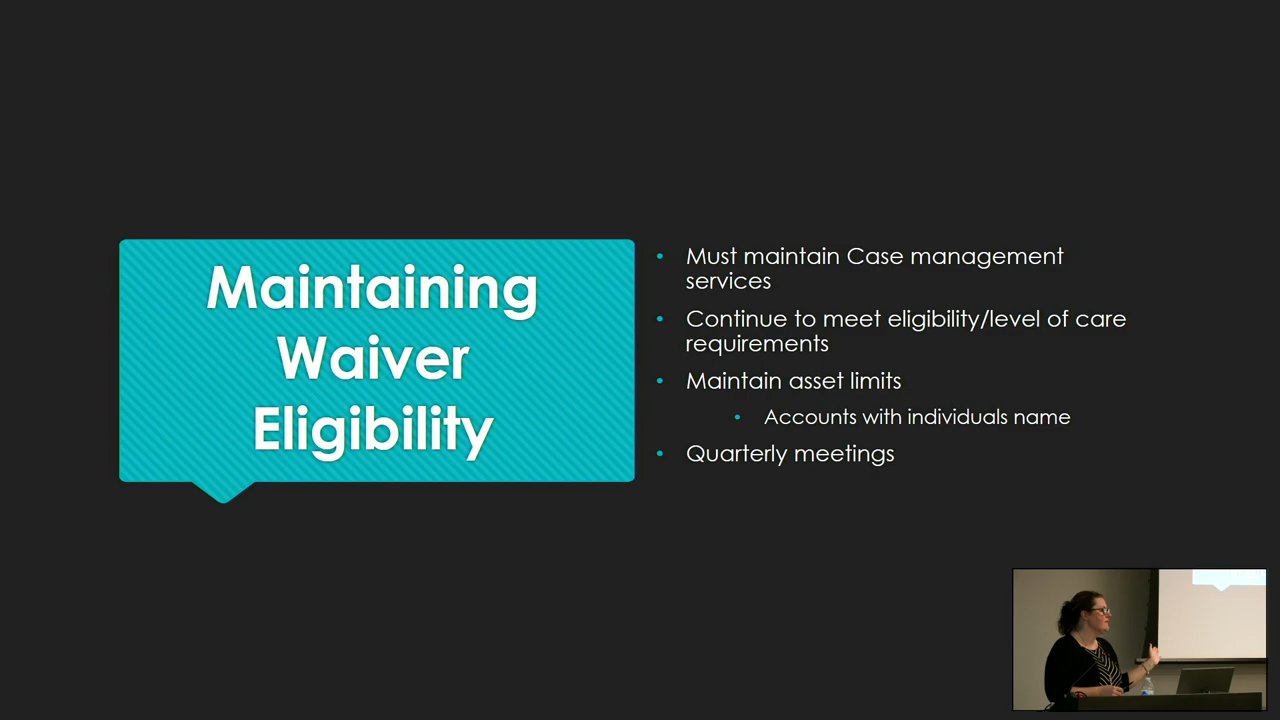 Maintaining
Waiver
Eligibility
• Must maintain Case management
services
• Continue to meet eligibility/level of care
requirements
• Maintain asset limits
• Accounts with individuals name
• Quarterly meetings